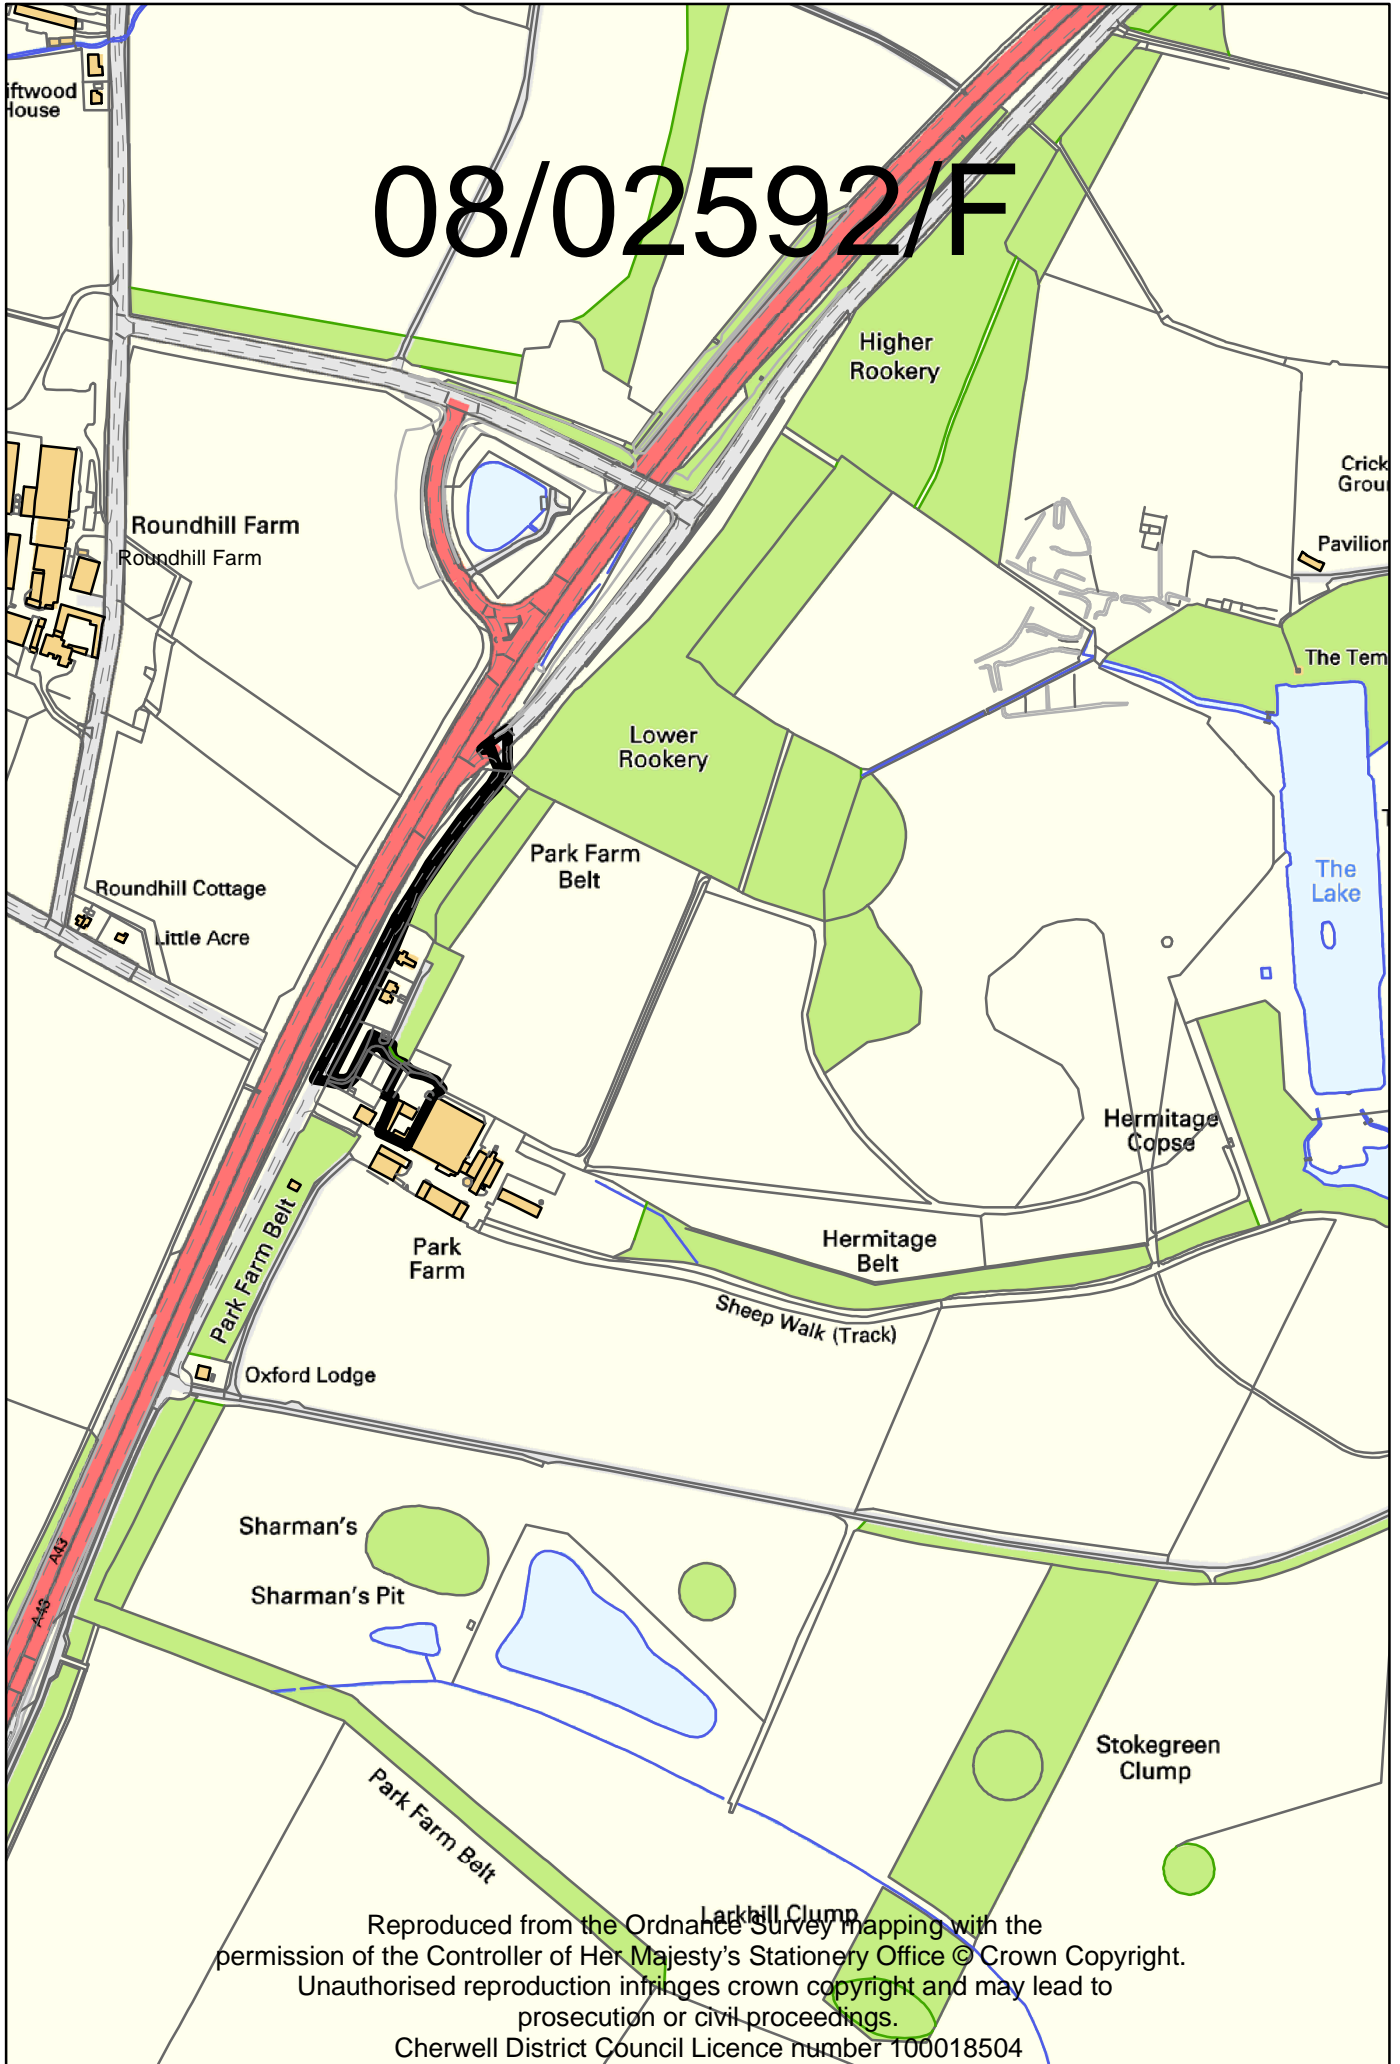 iftwood
House
08/02592/F
Higher
Rookery
Crick
Grou
Pavilion
Roundhill Farm
Roundhill Farm
The Tem
Lower
Rookery
Park Farm
Belt
The
Lake
Roundhill Cottage
Little Acre
Hermitage
Copse
Park Farm Belt
Park
Farm
Hermitage
Belt
Sheep Walk (Track)
Oxford Lodge
Sharman's
A43
Sharman's Pit
A43
Stokegreen
Clump
Park Farm Belt
Larkhill Clump
Reproduced from the Ordnance Survey mapping with the
permission of the Controller of Her Majesty's Stationery Office © Crown Copyright.
Unauthorised reproduction infringes crown copyright and may lead to
prosecution or civil proceedings.
Cherwell District Council Licence number 100018504